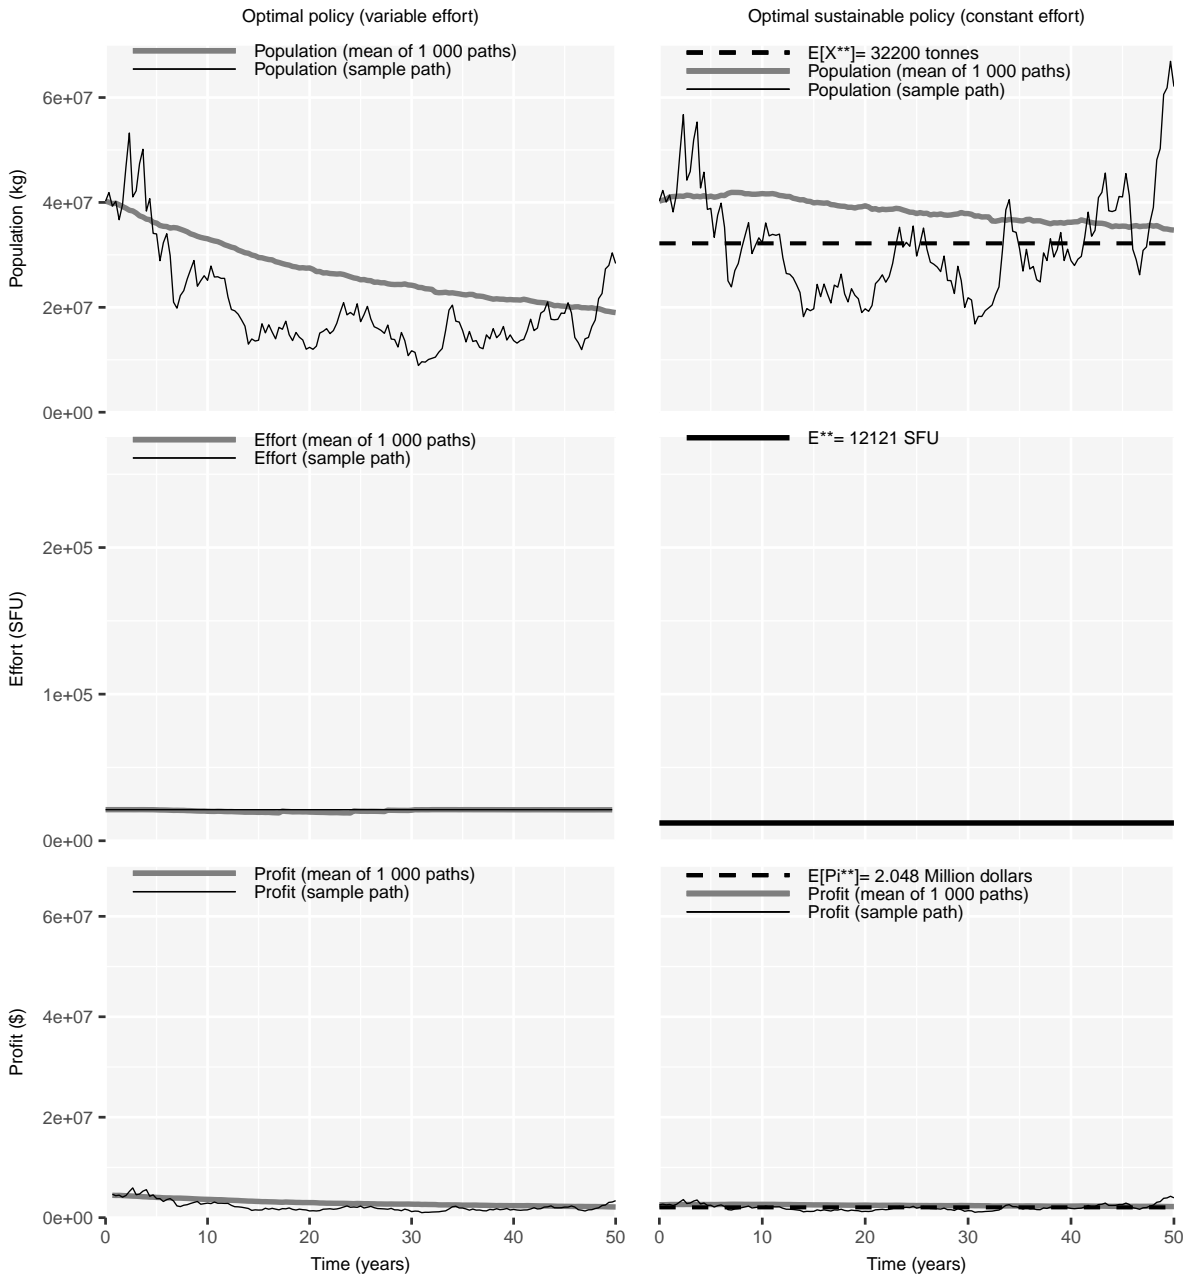 Optimal policy (variable effort)
Optimal sustainable policy (constant effort)
Population (mean of 1 000 paths)
Population (sample path)
E[X**]= 32200 tonnes
Population (mean of 1 000 paths)
Population (sample path)
Population (kg)
6e+07
4e+07
2e+07
0e+00
Effort (mean of 1 000 paths)
Effort (sample path)
E**= 12121 SFU
Effort (SFU)
2e+05
1e+05
0e+00
Profit (mean of 1 000 paths)
Profit (sample path)
E[Pi**]= 2.048 Million dollars
Profit (mean of 1 000 paths)
Profit (sample path)
Profit ($)
6e+07
4e+07
2e+07
0e+00
0 10 20 30 40 50
0 10 20 30 40 50
Time (years)
Time (years)